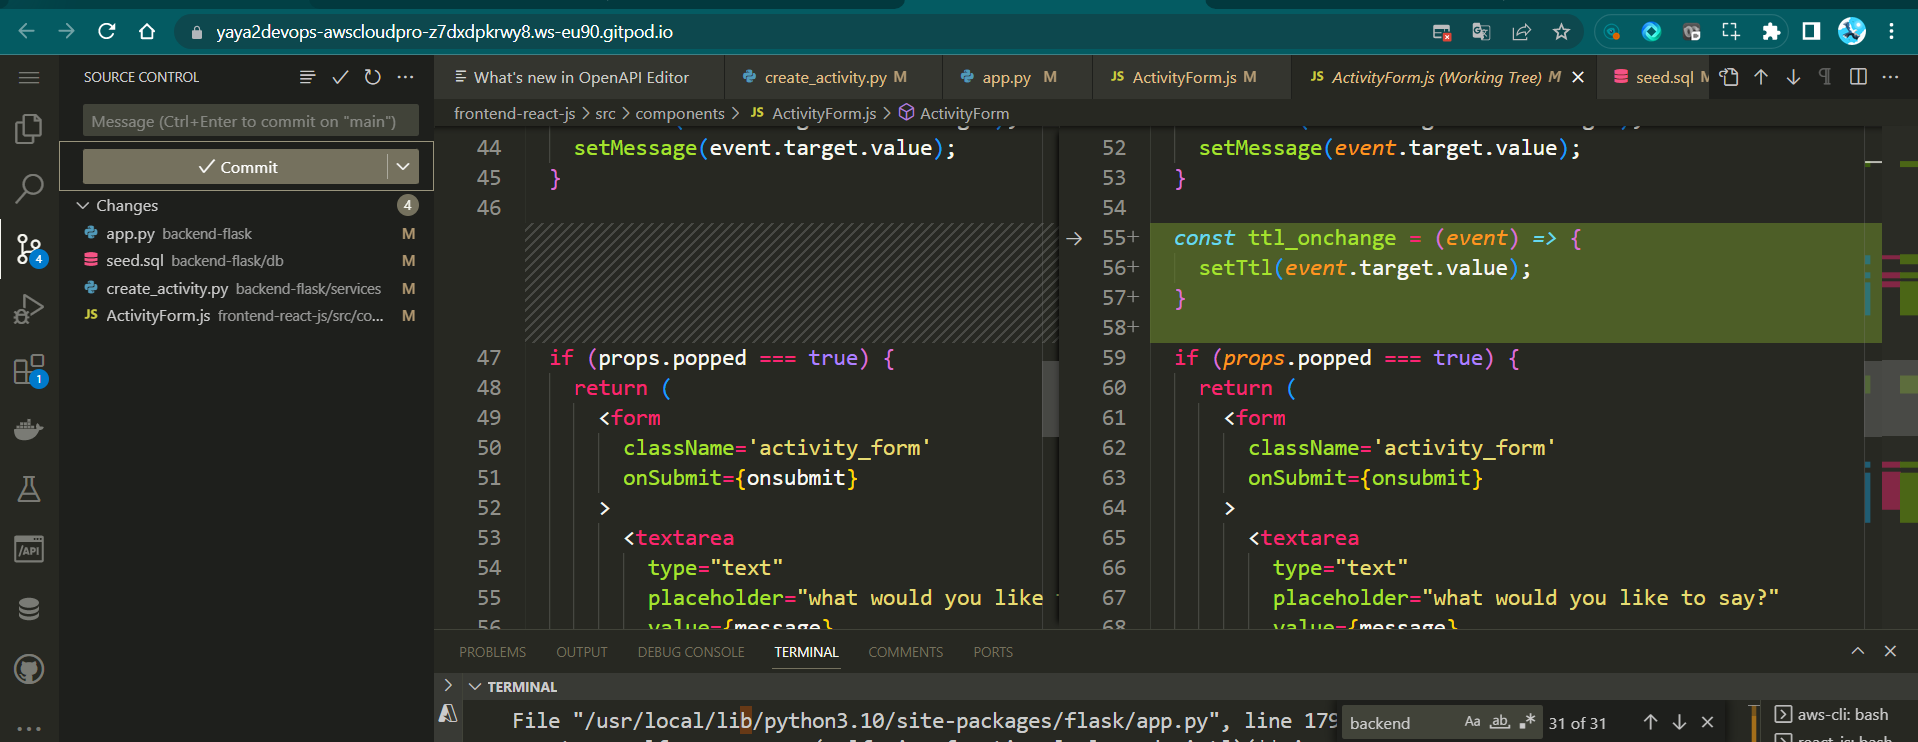 yaya2devops-awscloudpro-z7dxdpkrwy8.ws-eu90.gitpod.io
SOURCE CONTROL
Message (Ctrl+Enter to commit on "main")
Commit
Changes 4
app.py backend-flask M
seed.sql backend-flask/db M
create_activity.py backend-flask/services M
JS ActivityForm.js frontend-react-js/src/co... M
4
1
/API
What's new in OpenAPI Editor
create_activity.py M
app.py M
JS ActivityForm.js M
JS ActivityForm.js (Working Tree) M
seed.sql M
frontend-react-js > src > components > JS ActivityForm.js > ActivityForm
44 setMessage(event.target.value);
45 }
46
47 if (props.popped === true) {
48 return (
49 <form
50 className='activity_form'
51 onSubmit={onsubmit}
52 >
53 <textarea
54 type="text"
55 placeholder="what would you like
56 value={message}
52 setMessage(event.target.value);
53 }
54
55+ const ttl_onchange = (event) => {
56+ setTtl(event.target.value);
57+ }
58+
59 if (props.popped === true) {
60 return (
61 <form
62 className='activity_form'
63 onSubmit={onsubmit}
64 >
65 <textarea
66 type="text"
67 placeholder="what would you like to say?"
68 value={message}
PROBLEMS OUTPUT DEBUG CONSOLE TERMINAL COMMENTS PORTS
TERMINAL
File "/usr/local/lib/python3.10/site-packages/flask/app.py", line 179
backend Aa ab .* 31 of 31
aws-cli: bash
react-js: bash